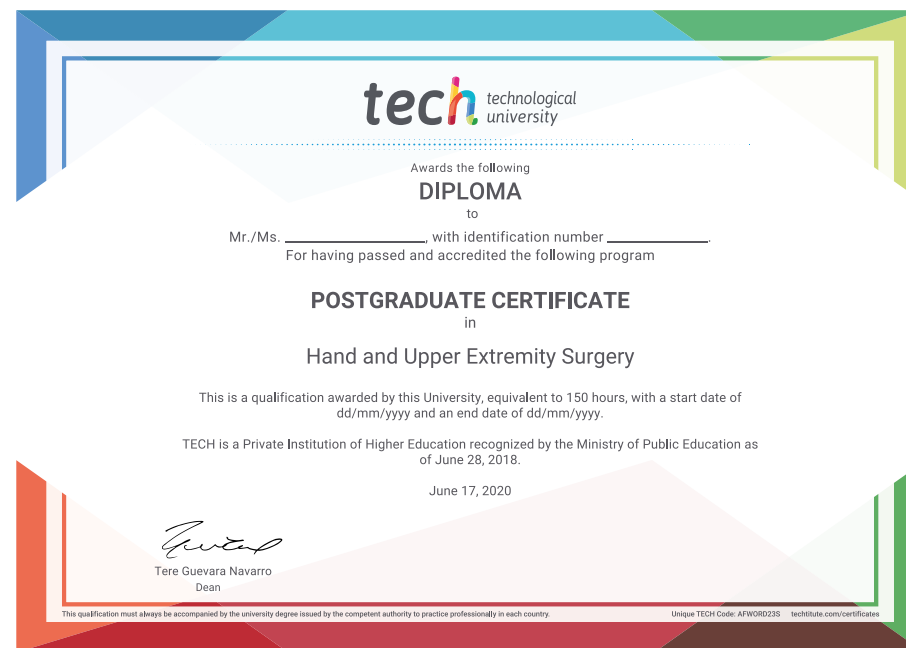 tech technological
university
Awards the following
DIPLOMA
to
Mr./Ms. ____________________, with identification number ______________.
For having passed and accredited the following program
POSTGRADUATE CERTIFICATE
in
Hand and Upper Extremity Surgery
This is a qualification awarded by this University, equivalent to 150 hours, with a start date of
dd/mm/yyyy and an end date of dd/mm/yyyy.
TECH is a Private Institution of Higher Education recognized by the Ministry of Public Education as
of June 28, 2018.
June 17, 2020
Tere Guevara Navarro
Dean
This qualification must always be accompanied by the university degree issued by the competent authority to practice professionally in each country. Unique TECH Code: AFWORD23S techtitute.com/certificates